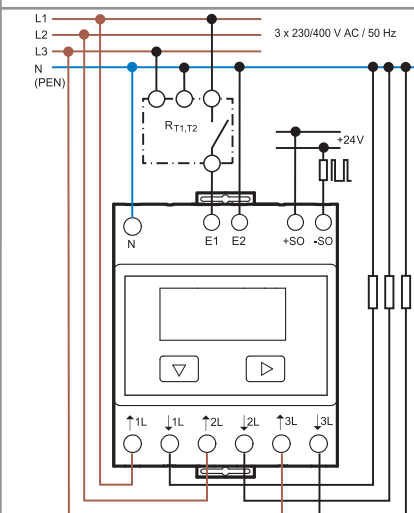 L1
L2
3 x 230/400 V AC / 50 Hz
L3
N
(PEN)
RT1,T2
+24V
N
E1
E2
+SO
-SO
↑1L
↓1L
↑2L
↓2L
↑3L
↓3L